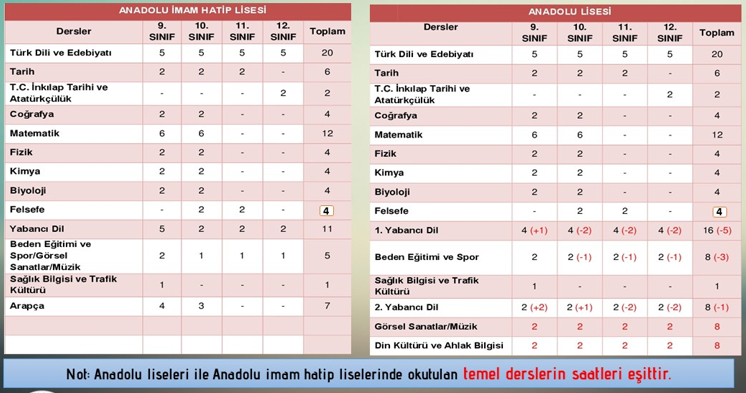 ANADOLU İMAM HATİP LİSESİ
Dersler 9. SINIF 10. SINIF 11. SINIF 12. SINIF Toplam
Türk Dili ve Edebiyatı 5 5 5 5 20
Tarih 2 2 2 - 6
T.C. İnkılap Tarihi ve Atatürkçülük - - - 2 2
Coğrafya 2 2 - - 4
Matematik 6 6 - - 12
Fizik 2 2 - - 4
Kimya 2 2 - - 4
Biyoloji 2 2 - - 4
Felsefe - 2 2 - 4
Yabancı Dil 5 2 2 2 11
Beden Eğitimi ve Spor/Görsel Sanatlar/Müzik 2 1 1 1 5
Sağlık Bilgisi ve Trafik Kültürü 1 - - - 1
Arapça 4 3 - - 7
ANADOLU LİSESİ
Dersler 9. SINIF 10. SINIF 11. SINIF 12. SINIF Toplam
Türk Dili ve Edebiyatı 5 5 5 5 20
Tarih 2 2 2 - 6
T.C. İnkılap Tarihi ve Atatürkçülük - - - 2 2
Coğrafya 2 2 - - 4
Matematik 6 6 - - 12
Fizik 2 2 - - 4
Kimya 2 2 - - 4
Biyoloji 2 2 - - 4
Felsefe - 2 2 - 4
1. Yabancı Dil 4 (+1) 4 (-2) 4 (-2) 4 (-2) 16 (-5)
Beden Eğitimi ve Spor 2 2 (-1) 2 (-1) 2 (-1) 8 (-3)
Sağlık Bilgisi ve Trafik Kültürü 1 - - - 1
2. Yabancı Dil 2 (+2) 2 (+1) 2 (-2) 2 (-2) 8 (-1)
Görsel Sanatlar/Müzik 2 2 2 2 8
Din Kültürü ve Ahlak Bilgisi 2 2 2 2 8
Not: Anadolu liseleri ile Anadolu imam hatip liselerinde okutulan temel derslerin saatleri eşittir.